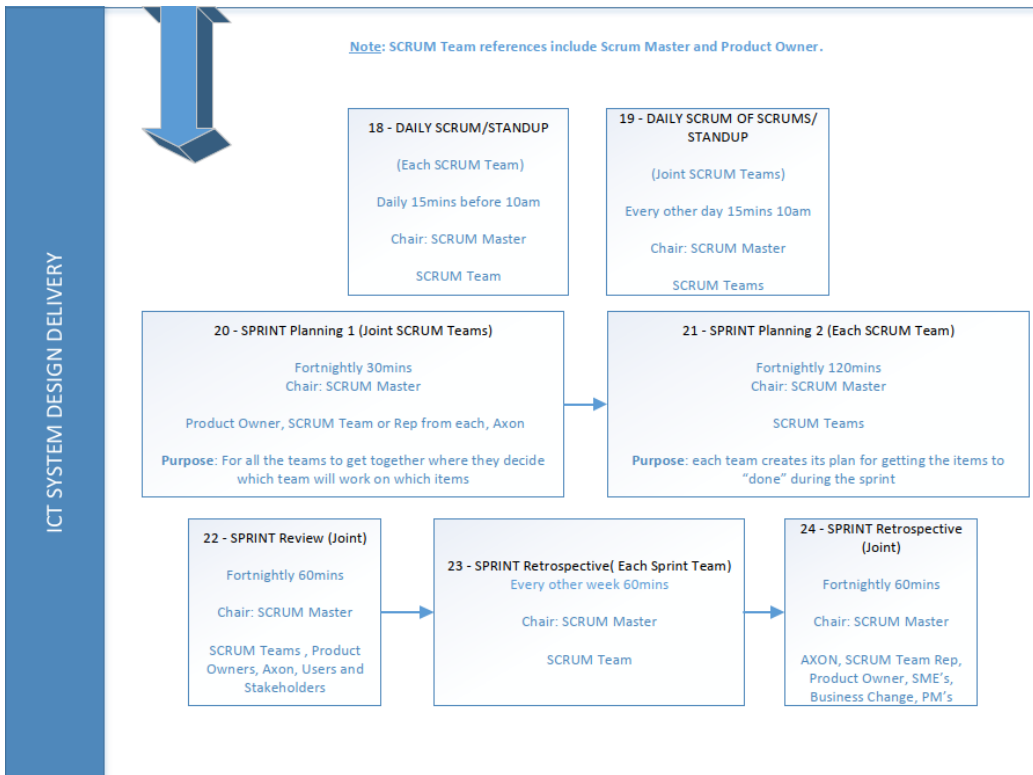 Note: SCRUM Team references include Scrum Master and Product Owner.
ICT SYSTEM DESIGN DELIVERY
18 - DAILY SCRUM/STANDUP
(Each SCRUM Team)
Daily 15mins before 10am
Chair: SCRUM Master
SCRUM Team
19 - DAILY SCRUM OF SCRUMS/
STANDUP
(Joint SCRUM Teams)
Every other day 15mins 10am
Chair: SCRUM Master
SCRUM Teams
20 - SPRINT Planning 1 (Joint SCRUM Teams)
Fortnightly 30mins
Chair: SCRUM Master
Product Owner, SCRUM Team or Rep from each, Axon
Purpose: For all the teams to get together where they decide
which team will work on which items
21 - SPRINT Planning 2 (Each SCRUM Team)
Fortnightly 120mins
Chair: SCRUM Master
SCRUM Teams
Purpose: each team creates its plan for getting the items to
“done” during the sprint
22 - SPRINT Review (Joint)
Fortnightly 60mins
Chair: SCRUM Master
SCRUM Teams , Product
Owners, Axon, Users and
Stakeholders
23 - SPRINT Retrospective( Each Sprint Team)
Every other week 60mins
Chair: SCRUM Master
SCRUM Team
24 - SPRINT Retrospective
(Joint)
Fortnightly 60mins
Chair: SCRUM Master
AXON, SCRUM Team Rep,
Product Owner, SME’s,
Business Change, PM’s